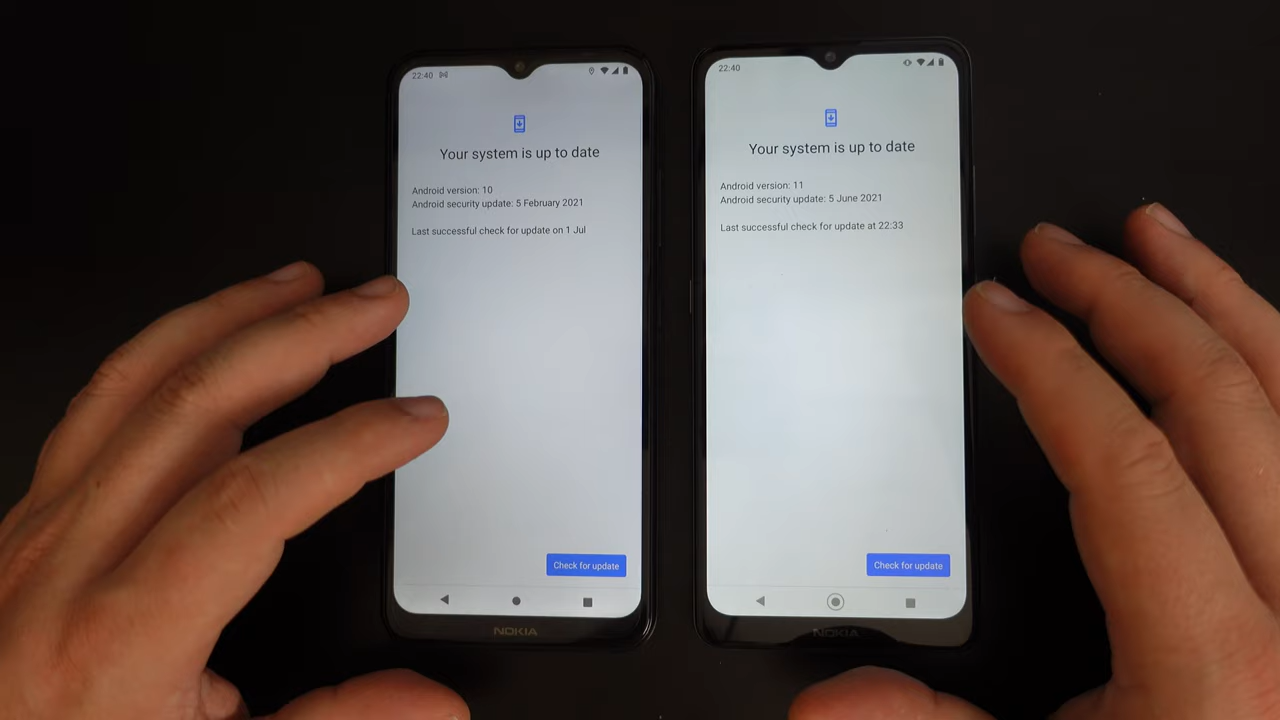 22:40
Your system is up to date
Android version: 10
Android security update: 5 February 2021
Last successful check for update on 1 Jul
Check for update
NOKIA
22:40
Your system is up to date
Android version: 11
Android security update: 5 June 2021
Last successful check for update at 22:33
Check for update
NOKIA